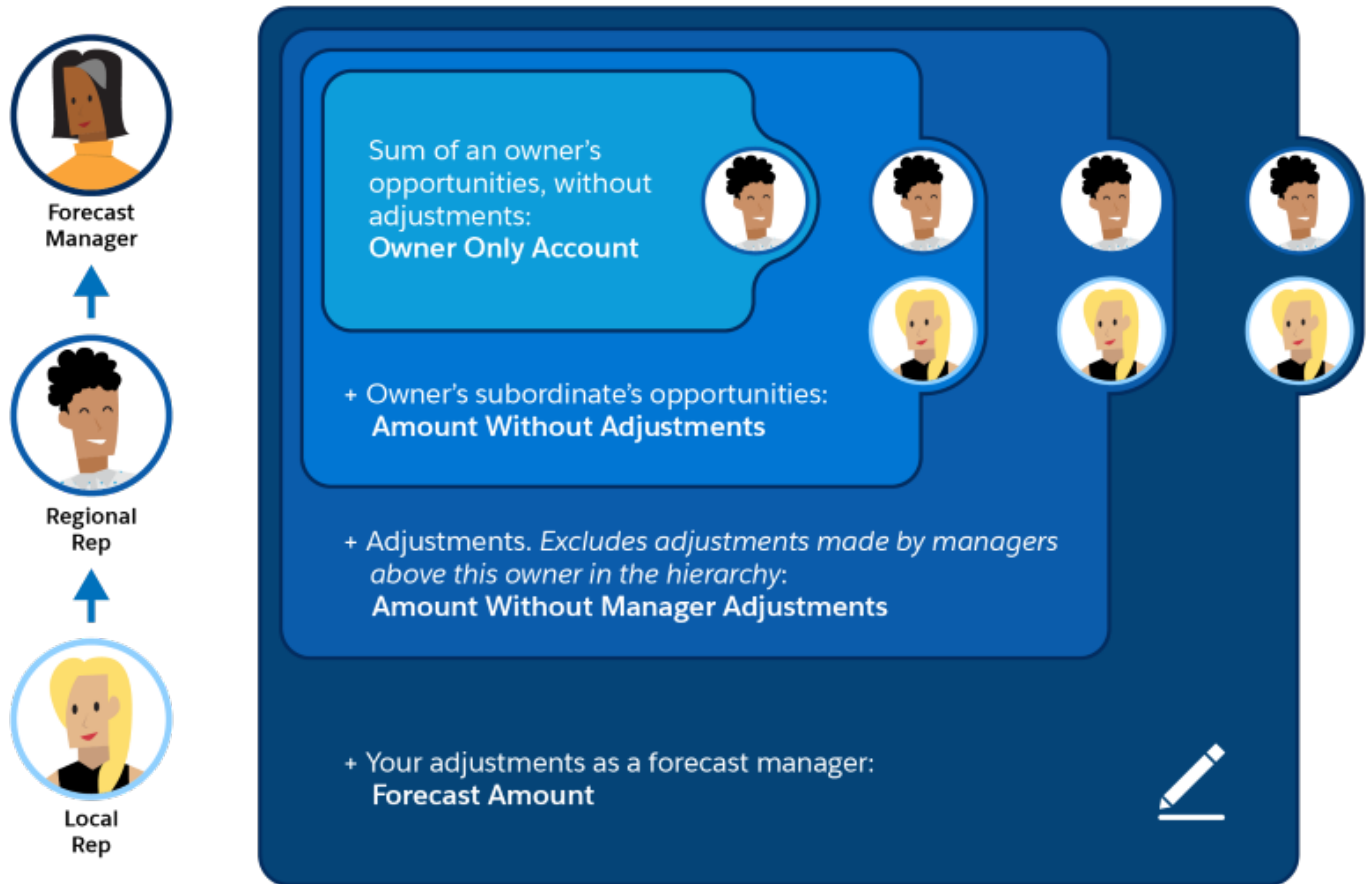 Forecast
Manager
Regional
Rep
Local
Rep
Sum of an owner's
opportunities, without
adjustments:
Owner Only Account
+ Owner's subordinate's opportunities:
Amount Without Adjustments
+ Adjustments. Excludes adjustments made by managers
above this owner in the hierarchy:
Amount Without Manager Adjustments
+ Your adjustments as a forecast manager:
Forecast Amount